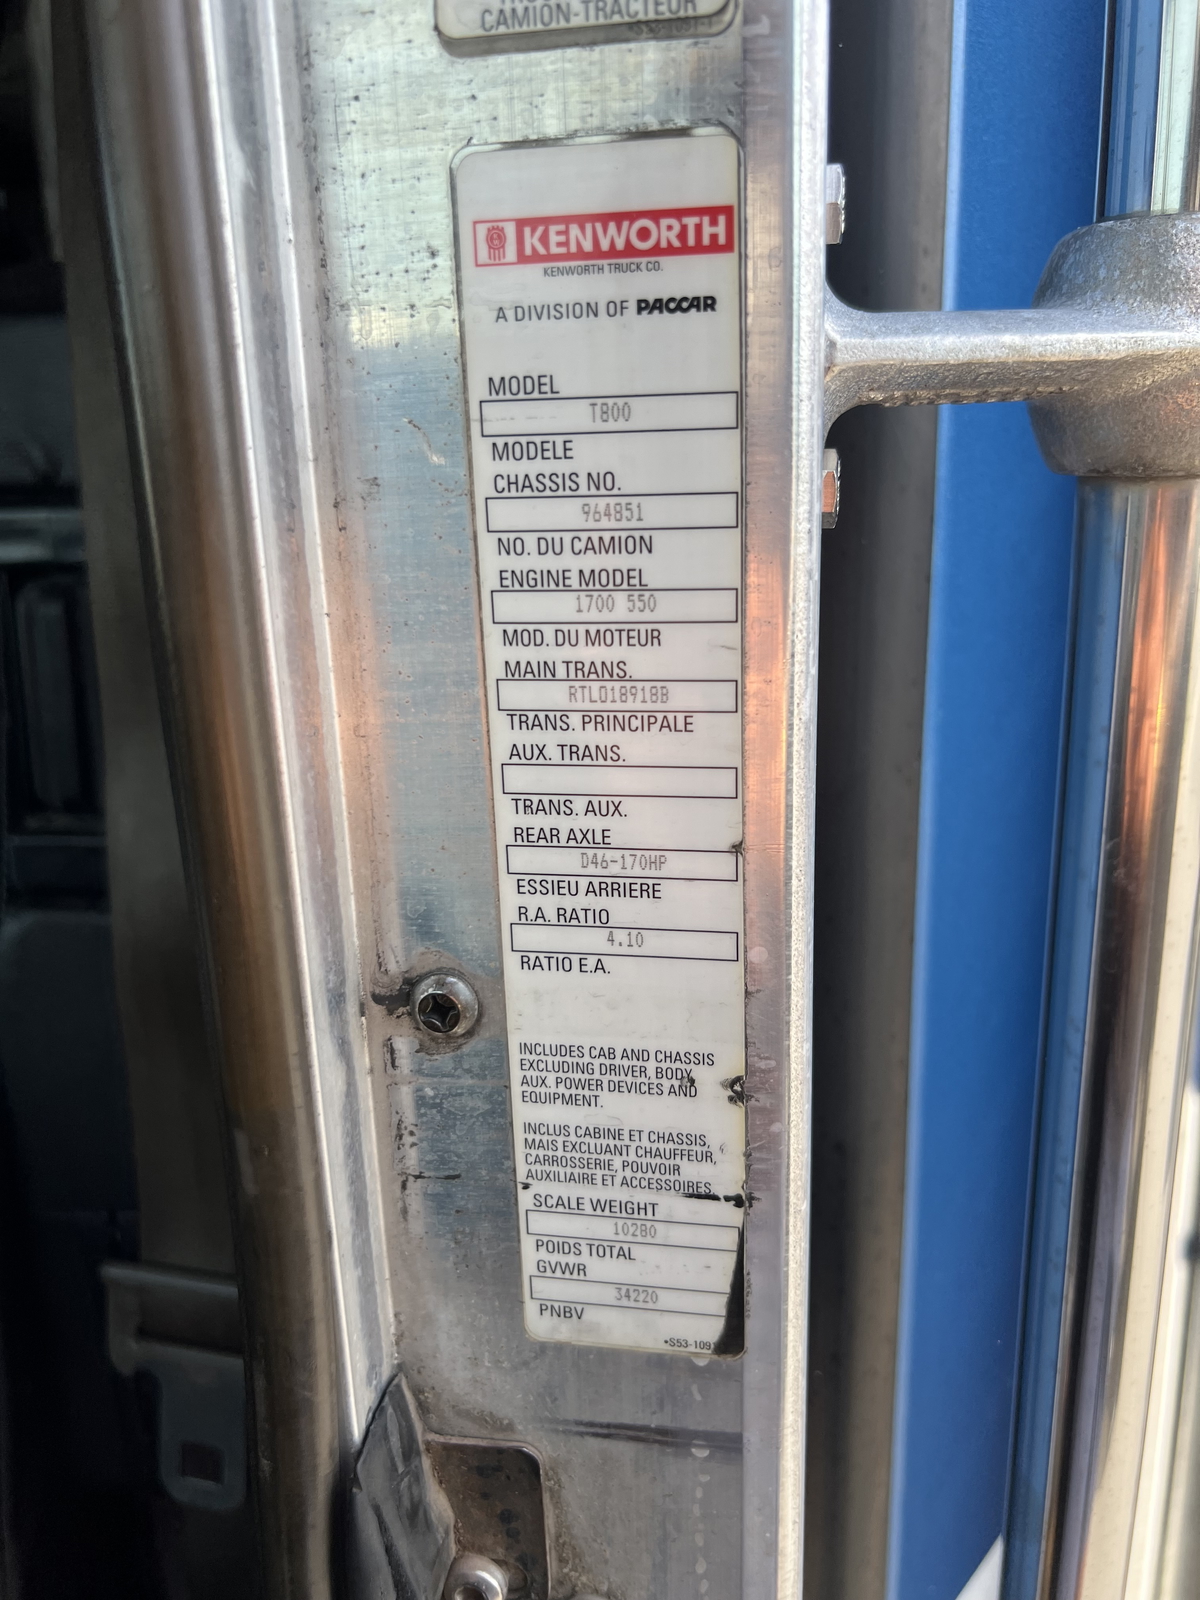 CAMION-TRACTEUR
KENWORTH
KENWORTH TRUCK CO.
A DIVISION OF PACCAR
MODEL
T800
MODELE
CHASSIS NO.
964851
NO. DU CAMION
ENGINE MODEL
1700 550
MOD. DU MOTEUR
MAIN TRANS.
RTLO18918B
TRANS. PRINCIPALE
AUX. TRANS.
TRANS. AUX.
REAR AXLE
D46-170HP
ESSIEU ARRIERE
R.A. RATIO
4.10
RATIO E.A.
INCLUDES CAB AND CHASSIS
EXCLUDING DRIVER, BODY,
AUX. POWER DEVICES AND
EQUIPMENT.
INCLUS CABINE ET CHASSIS,
MAIS EXCLUANT CHAUFFEUR,
CARROSSERIE, POUVOIR
AUXILIAIRE ET ACCESSOIRES
SCALE WEIGHT
10280
POIDS TOTAL
GVWR
34220
PNBV